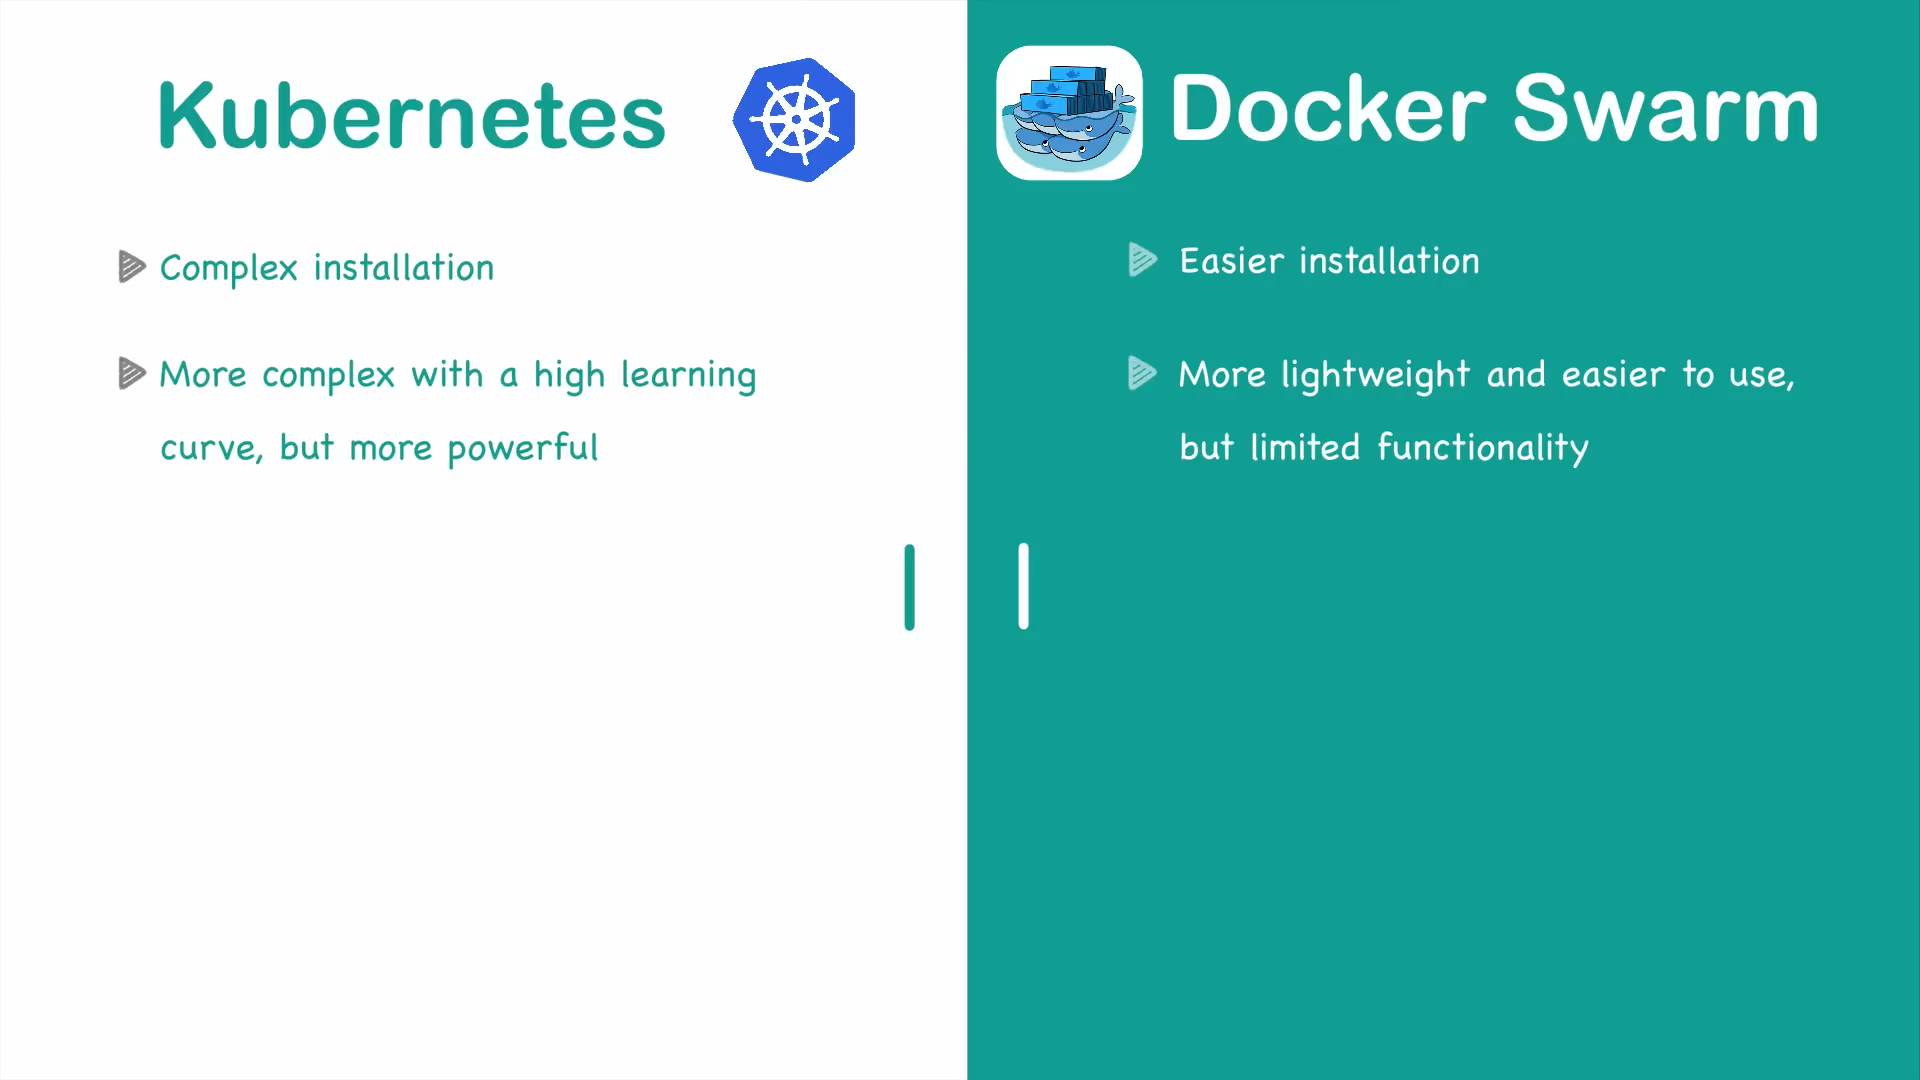 Kubernetes
Complex installation
More complex with a high learning
curve, but more powerful
Docker Swarm
Easier installation
More lightweight and easier to use,
but limited functionality